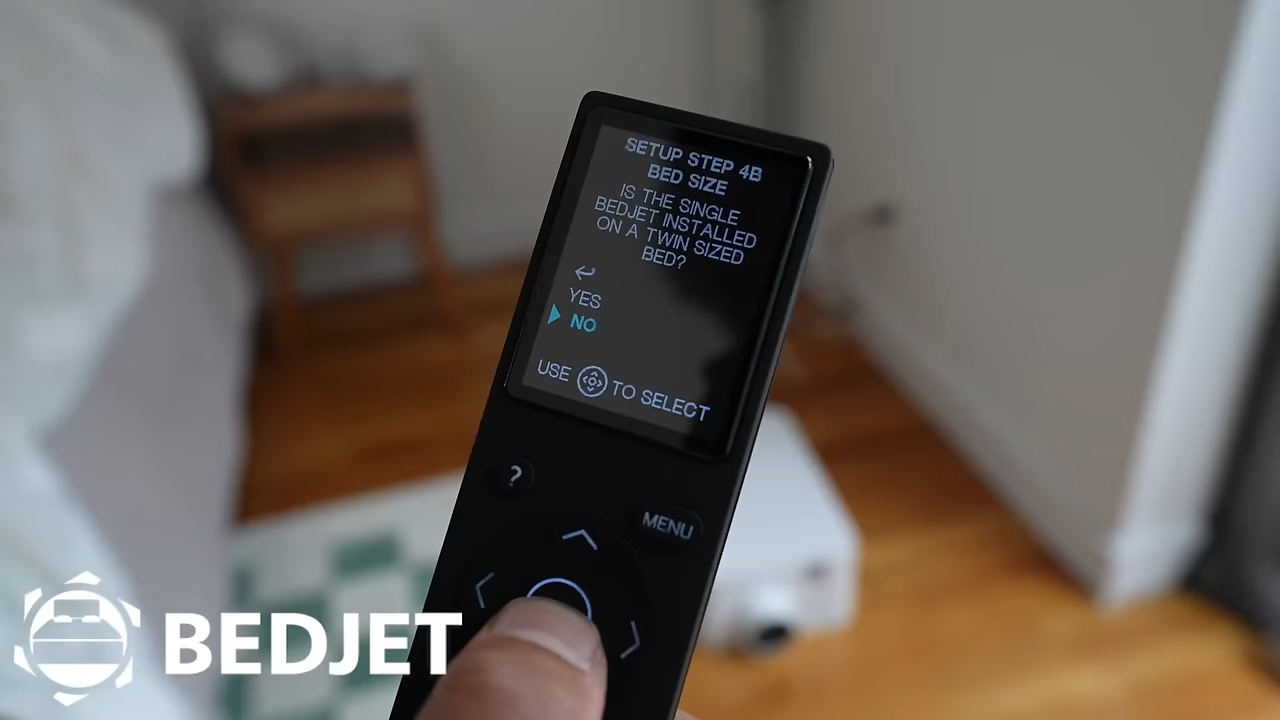 SETUP STEP 4B
BED SIZE
IS THE SINGLE
BEDJET INSTALLED
ON A TWIN SIZED
BED?
YES
NO
USE TO SELECT
?
MENU
BEDJET